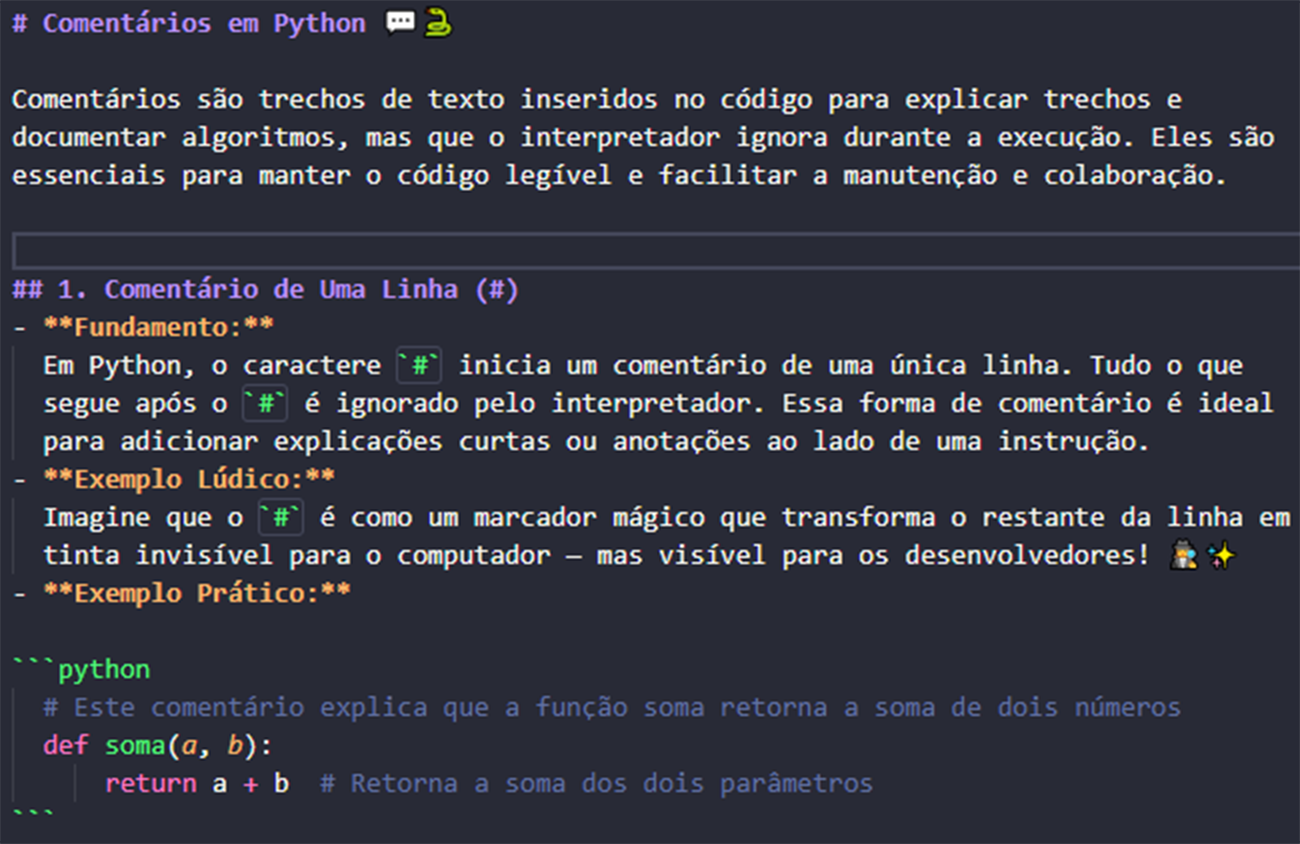 # Comentários em Python 💬🐍
Comentários são trechos de texto inseridos no código para explicar trechos e
documentar algoritmos, mas que o interpretador ignora durante a execução. Eles são
essenciais para manter o código legível e facilitar a manutenção e colaboração.
## 1. Comentário de Uma Linha (#)
- **Fundamento:**
Em Python, o caractere `#` inicia um comentário de uma única linha. Tudo o que
segue após o `#` é ignorado pelo interpretador. Essa forma de comentário é ideal
para adicionar explicações curtas ou anotações ao lado de uma instrução.
- **Exemplo Lúdico:**
Imagine que o `#` é como um marcador mágico que transforma o restante da linha em
tinta invisível para o computador — mas visível para os desenvolvedores! 🕵️✨
- **Exemplo Prático:**
```python
# Este comentário explica que a função soma retorna a soma de dois números
def soma(a, b):
return a + b  # Retorna a soma dos dois parâmetros
```